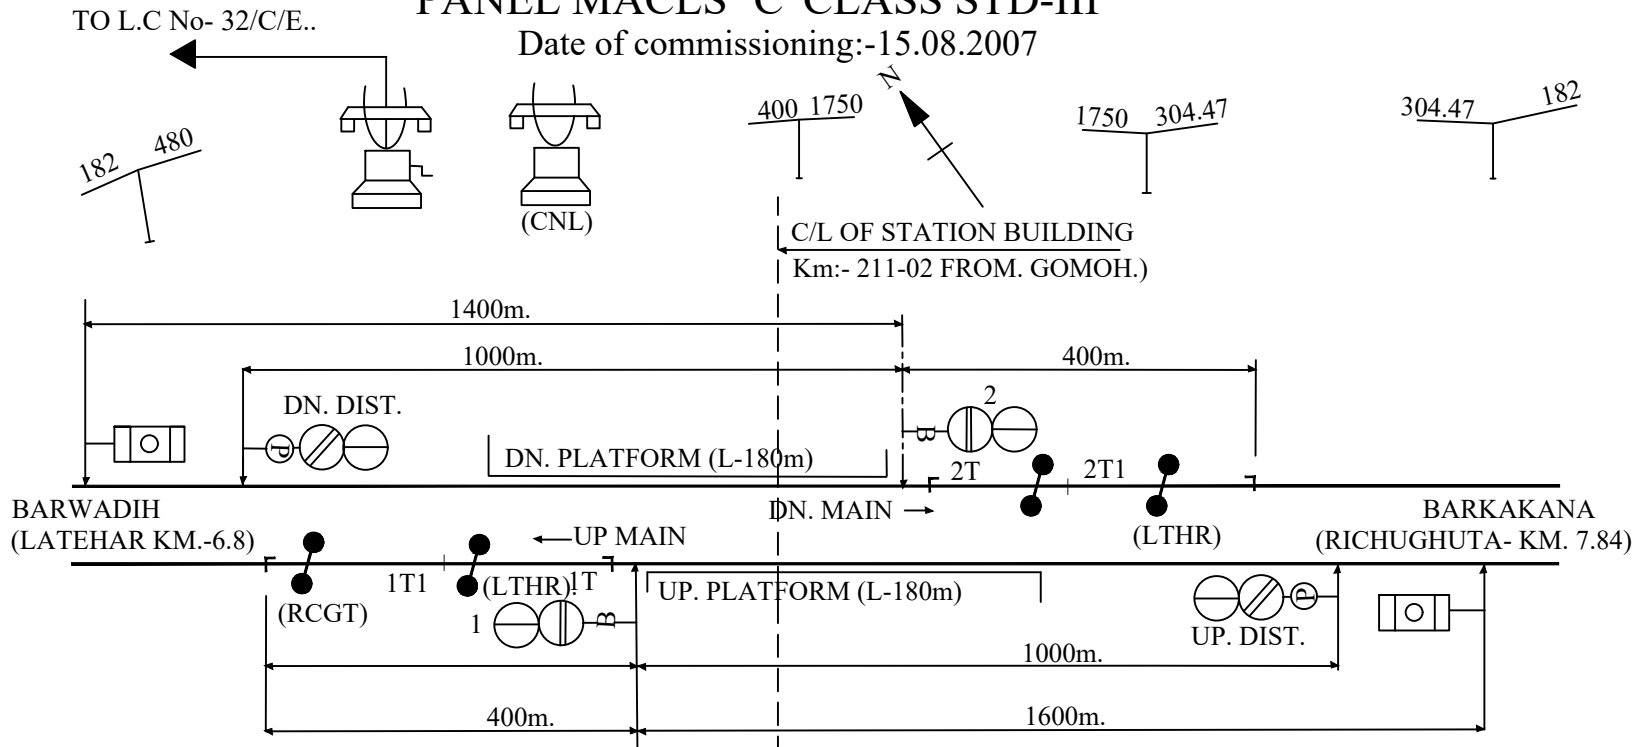 PANEL MACLS 'C' CLASS STD-III
TO L.C No- 32/C/E..
Date of commissioning:-15.08.2007
N
182 480
400 1750
1750 304.47
304.47 182
(CNL)
C/L OF STATION BUILDING
Km:- 211-02 FROM. GOMOH.)
1400m.
1000m.
400m.
DN. DIST.
2
P
B
DN. PLATFORM (L-180m)
2T 2T1
BARWADIH
(LATEHAR KM.-6.8)
DN. MAIN
(LTHR)
BARKAKANA
(RICHUGHUTA- KM. 7.84)
UP MAIN
1T1 (LTHR) 1T
(RCGT)
UP. PLATFORM (L-180m)
1
B
P
UP. DIST.
1000m.
400m.
1600m.